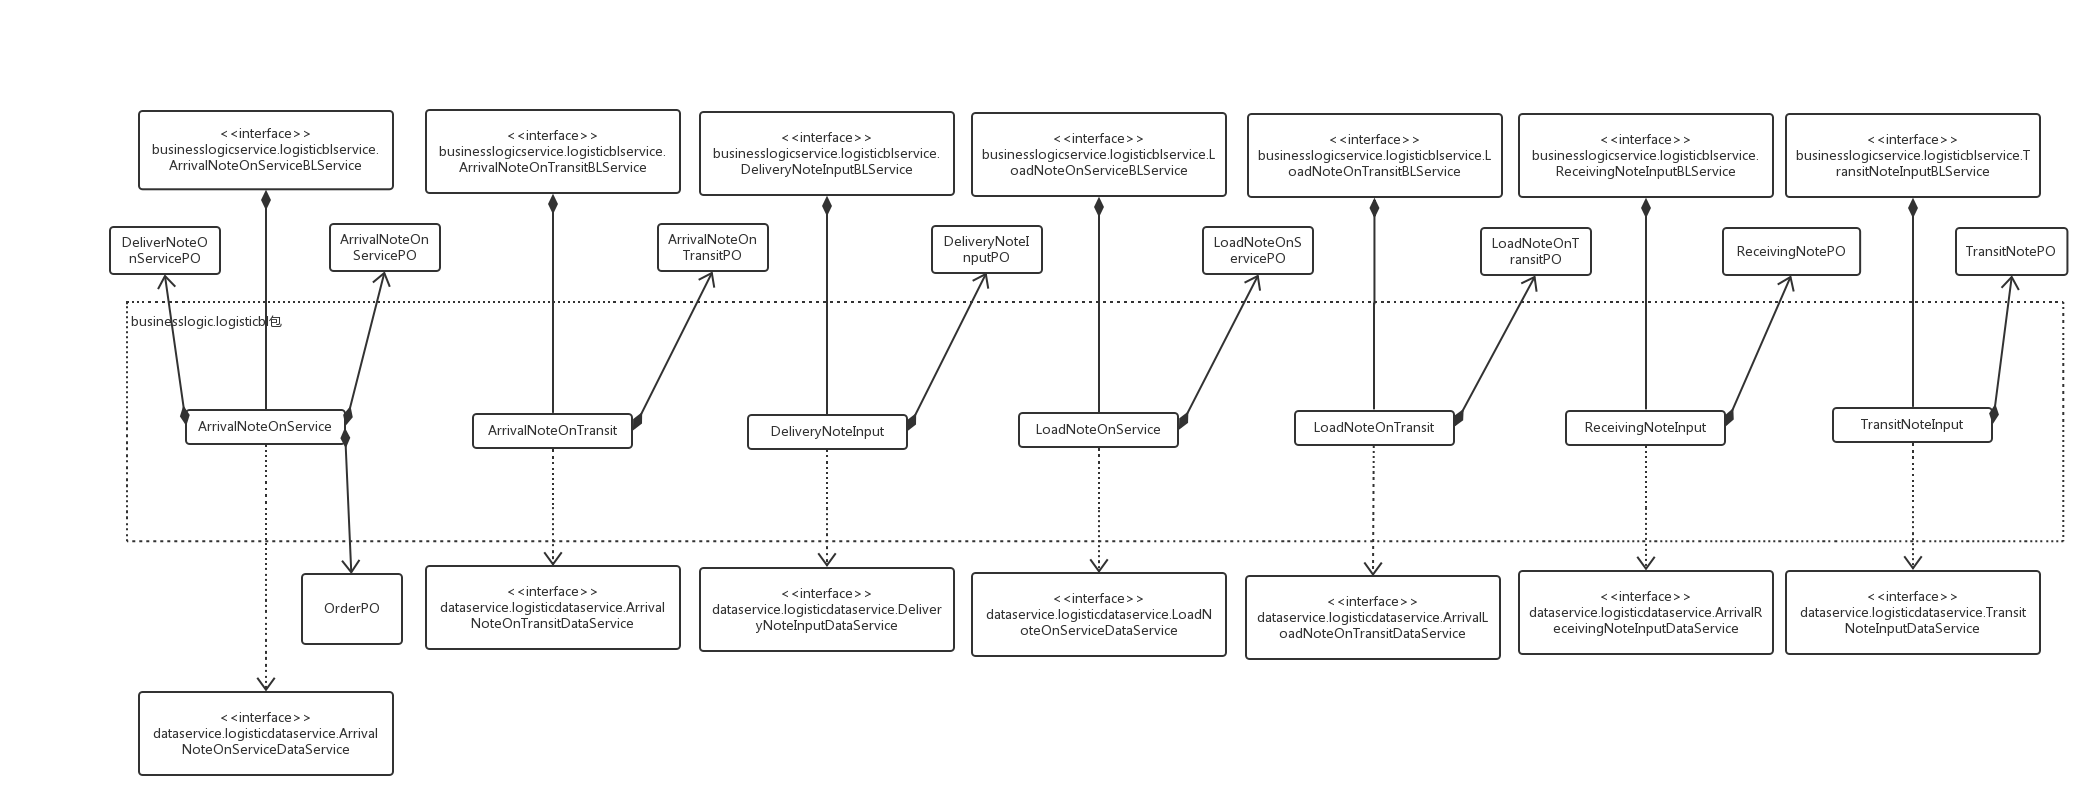 <<interface>>
businesslogicservice.logisticblservice.
ArrivalNoteOnServiceBLService
<<interface>>
businesslogicservice.logisticblservice.
ArrivalNoteOnTransitBLService
<<interface>>
businesslogicservice.logisticblservice.
DeliveryNoteInputBLService
<<interface>>
businesslogicservice.logisticblservice.L
oadNoteOnServiceBLService
<<interface>>
businesslogicservice.logisticblservice.L
oadNoteOnTransitBLService
<<interface>>
businesslogicservice.logisticblservice.
ReceivingNoteInputBLService
<<interface>>
businesslogicservice.logisticblservice.T
ransitNoteInputBLService
DeliverNoteO
nServicePO
ArrivalNoteOn
ServicePO
ArrivalNoteOn
TransitPO
DeliveryNoteI
nputPO
LoadNoteOnS
ervicePO
LoadNoteOnT
ransitPO
ReceivingNotePO
TransitNotePO
businesslogic.logisticbl包
ArrivalNoteOnService
ArrivalNoteOnTransit
DeliveryNoteInput
LoadNoteOnService
LoadNoteOnTransit
ReceivingNoteInput
TransitNoteInput
OrderPO
<<interface>>
dataservice.logisticdataservice.Arrival
NoteOnTransitDataService
<<interface>>
dataservice.logisticdataservice.Deliver
yNoteInputDataService
<<interface>>
dataservice.logisticdataservice.LoadN
oteOnServiceDataService
<<interface>>
dataservice.logisticdataservice.ArrivalL
oadNoteOnTransitDataService
<<interface>>
dataservice.logisticdataservice.ArrivalR
eceivingNoteInputDataService
<<interface>>
dataservice.logisticdataservice.Transit
NoteInputDataService
<<interface>>
dataservice.logisticdataservice.Arrival
NoteOnServiceDataService